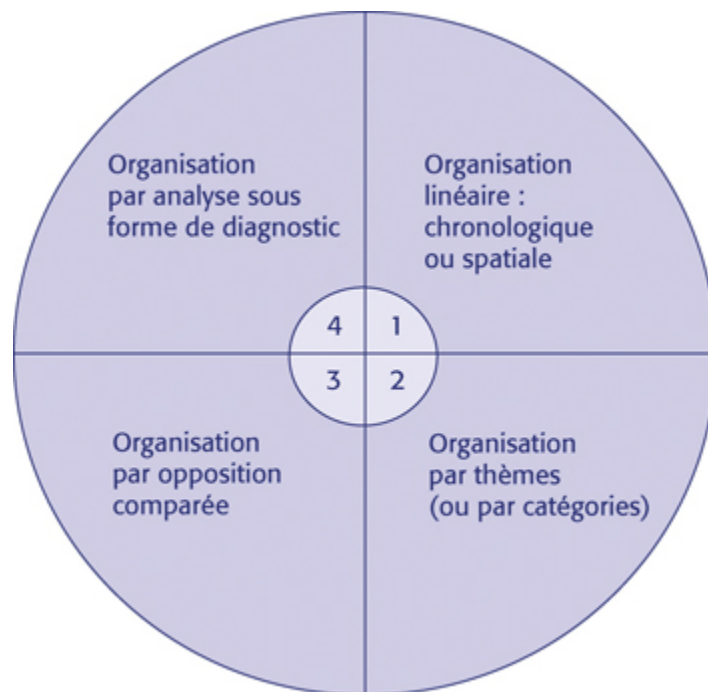 Organisation
par analyse sous
forme de diagnostic
Organisation
linéaire :
chronologique
ou spatiale
4
1
3
2
Organisation
par opposition
comparée
Organisation
par thèmes
(ou par catégories)